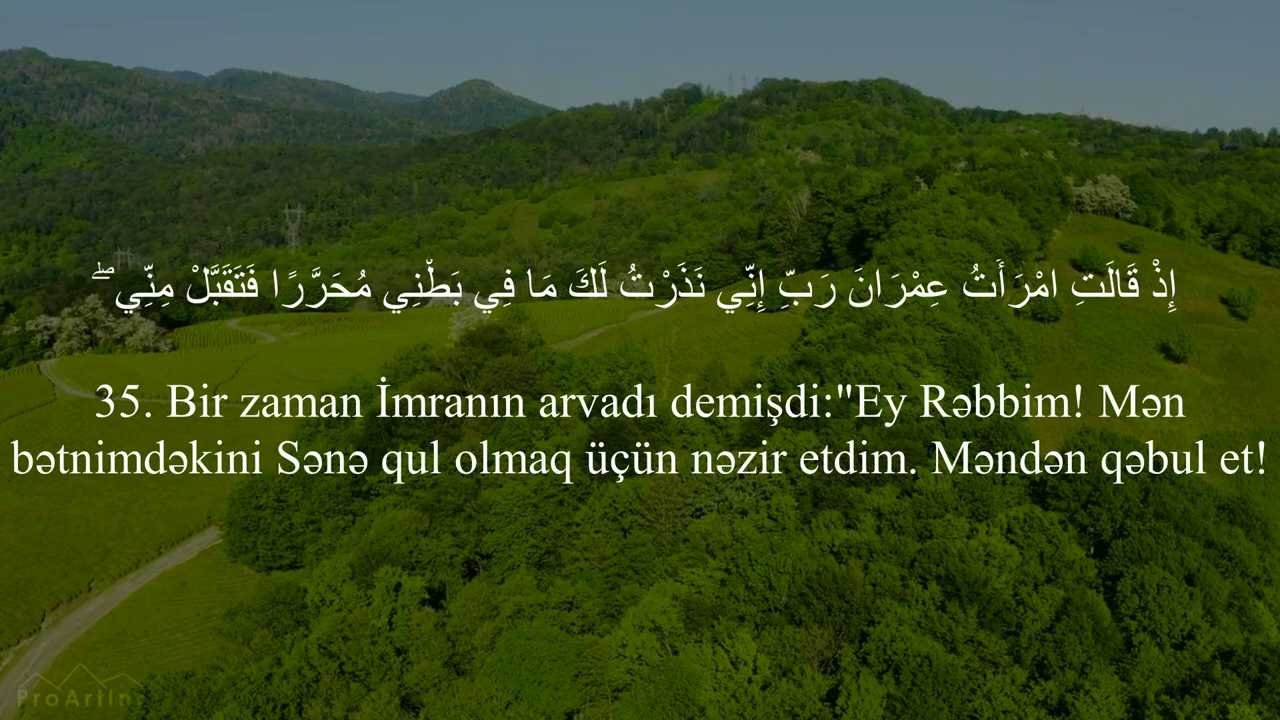 إِذْ قَالَتِ امْرَأَتُ عِمْرَانَ رَبِّ إِنِّي نَذَرْتُ لَكَ مَا فِي بَطْنِي مُحَرَّرًا فَتَقَبَّلْ مِنِّي ۖ
35. Bir zaman İmranın arvadı demişdi:"Ey Rəbbim! Mən
bətnimdəkini Sənə qul olmaq üçün nəzir etdim. Məndən qəbul et!